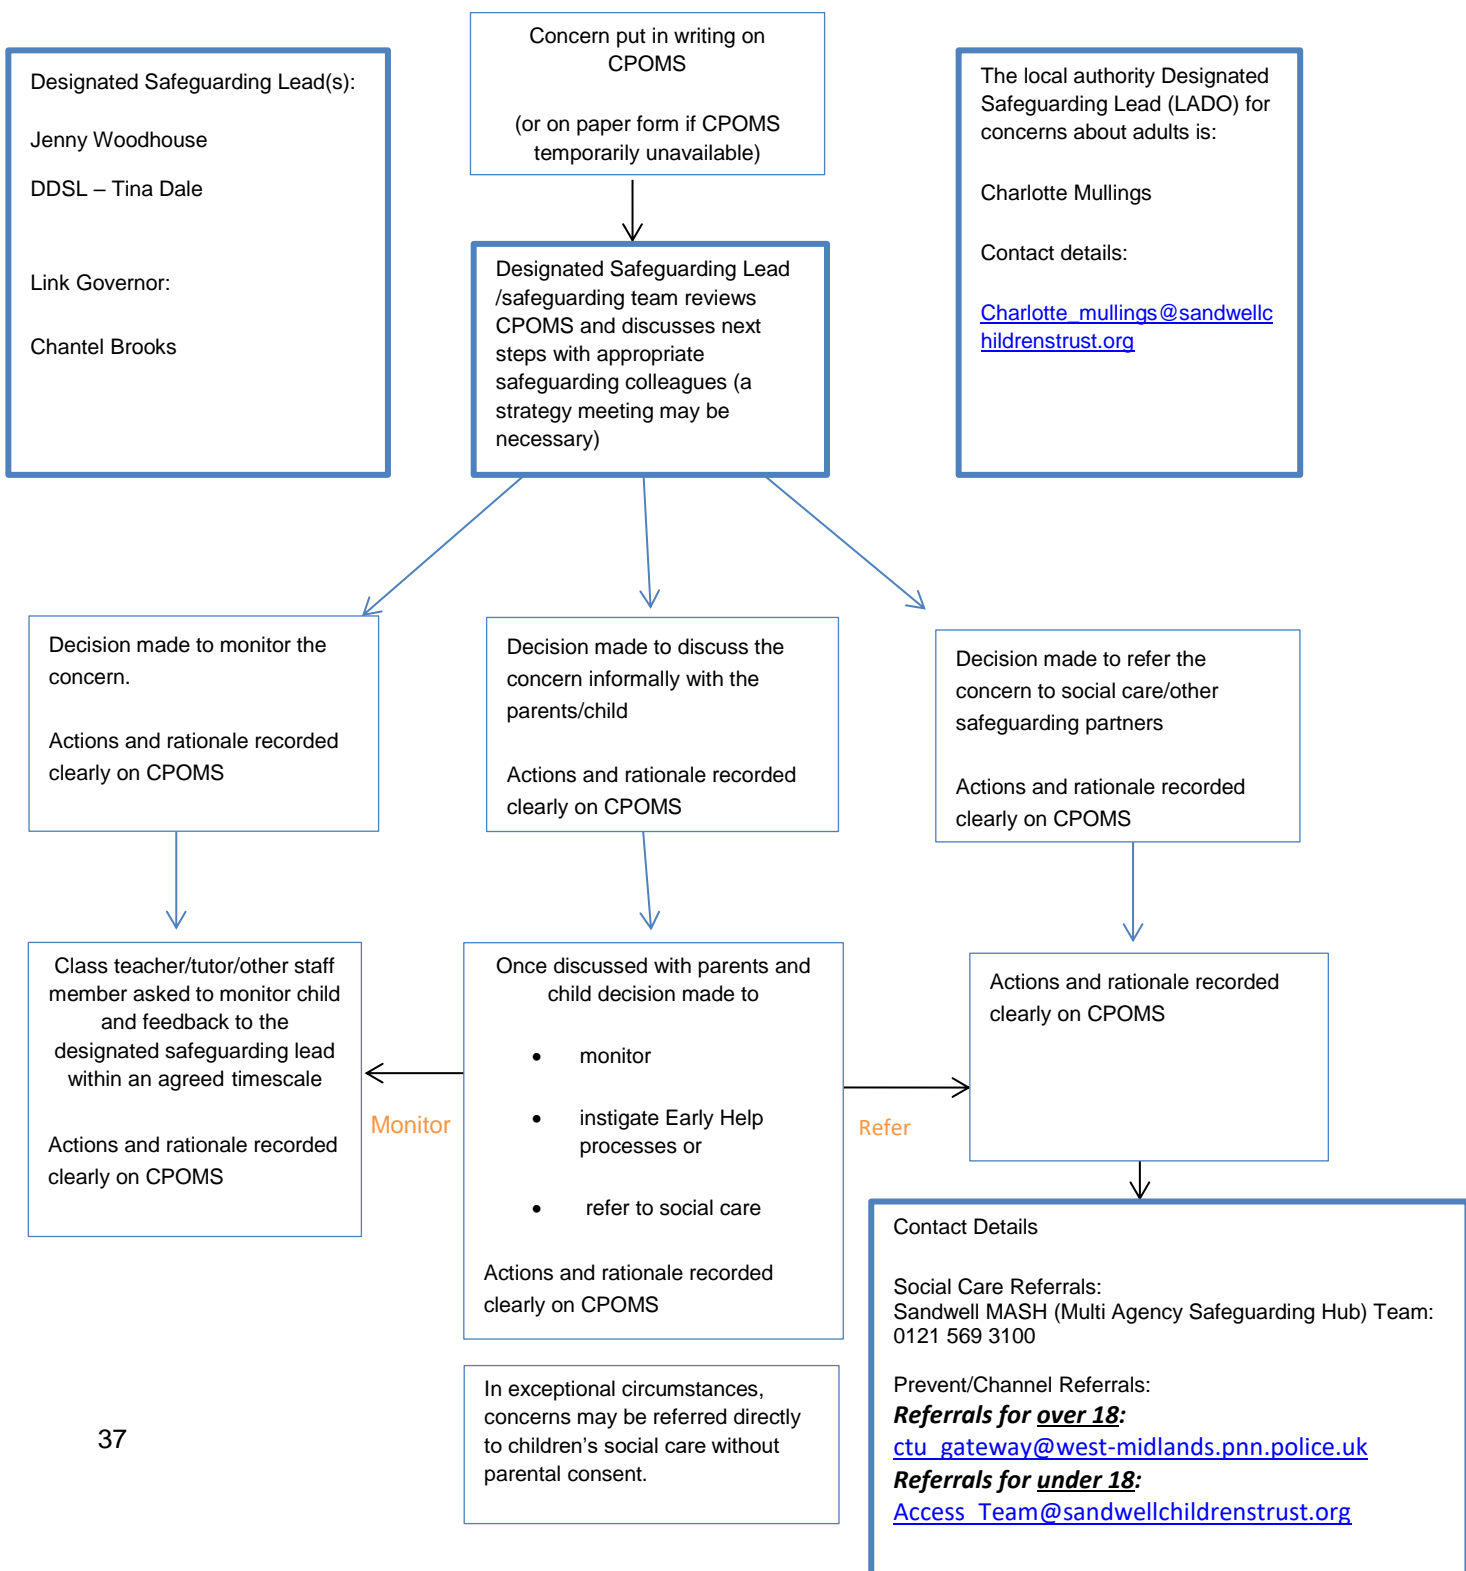 Concern put in writing on
CPOMS
(or on paper form if CPOMS
temporarily unavailable)
Designated Safeguarding Lead(s):
Jenny Woodhouse
DDSL – Tina Dale
Link Governor:
Chantel Brooks
The local authority Designated
Safeguarding Lead (LADO) for
concerns about adults is:
Charlotte Mullings
Contact details:
Charlotte_mullings@sandwellc
hildrenstrust.org
Designated Safeguarding Lead
/safeguarding team reviews
CPOMS and discusses next
steps with appropriate
safeguarding colleagues (a
strategy meeting may be
necessary)
Decision made to monitor the
concern.
Actions and rationale recorded
clearly on CPOMS
Decision made to discuss the
concern informally with the
parents/child
Actions and rationale recorded
clearly on CPOMS
Decision made to refer the
concern to social care/other
safeguarding partners
Actions and rationale recorded
clearly on CPOMS
Class teacher/tutor/other staff
member asked to monitor child
and feedback to the
designated safeguarding lead
within an agreed timescale
Actions and rationale recorded
clearly on CPOMS
Monitor
Once discussed with parents and
child decision made to
• monitor
• instigate Early Help
processes or
• refer to social care
Actions and rationale recorded
clearly on CPOMS
Refer
Actions and rationale recorded
clearly on CPOMS
In exceptional circumstances,
concerns may be referred directly
to children’s social care without
parental consent.
Contact Details
Social Care Referrals:
Sandwell MASH (Multi Agency Safeguarding Hub) Team:
0121 569 3100
Prevent/Channel Referrals:
Referrals for over 18:
ctu_gateway@west-midlands.pnn.police.uk
Referrals for under 18:
Access_Team@sandwellchildrenstrust.org
37